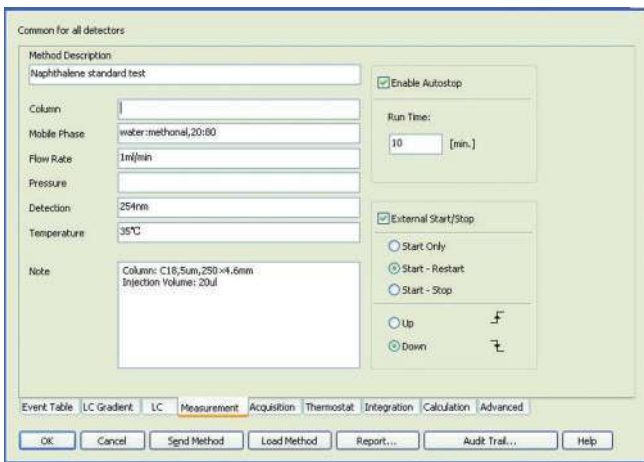 Common for all detectors
Method Description
Naphthalene standard test
Enable Autostop
Column
Run Time:
Mobile Phase
water:methonal,20:80
10
[min.]
Flow Rate
1ml/min
Pressure
Detection
254nm
External Start/Stop
Temperature
35℃
Start Only
Note
Column: C18,5um,250×4.6mm
Start - Restart
Injection Volume: 20ul
Start - Stop
Up
Down
Event Table LC Gradient LC Measurement Acquisition Thermostat Integration Calculation Advanced
OK Cancel Send Method Load Method Report... Audit Trail... Help